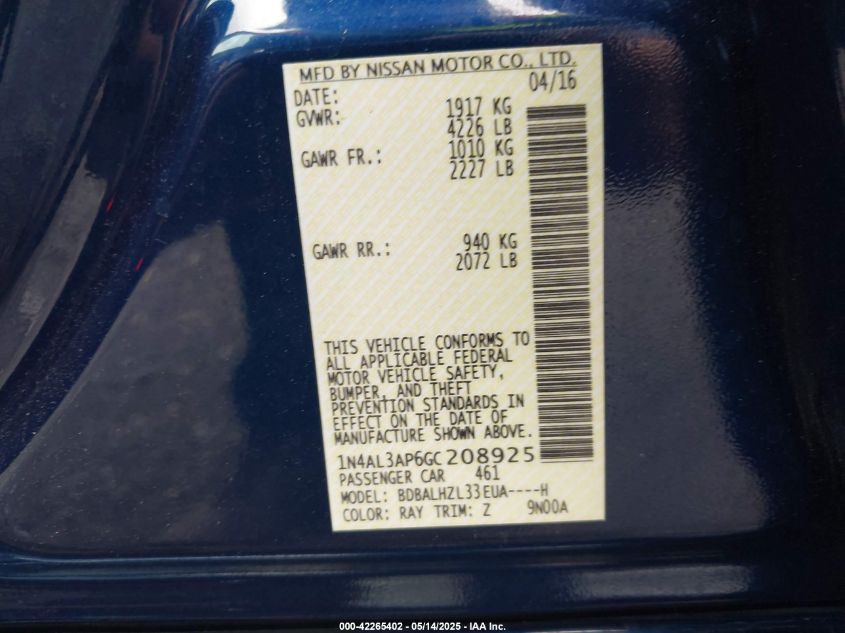 MFD BY NISSAN MOTOR CO., LTD.
DATE: 04/16
GVWR: 1917 KG
4226 LB
GAWR FR.: 1010 KG
2227 LB
GAWR RR.: 940 KG
2072 LB
THIS VEHICLE CONFORMS TO
ALL APPLICABLE FEDERAL
MOTOR VEHICLE SAFETY,
BUMPER, AND THEFT
PREVENTION STANDARDS IN
EFFECT ON THE DATE OF
MANUFACTURE SHOWN ABOVE.
1N4AL3AP6GC208925
PASSENGER CAR 461
MODEL: BDBALHZL33EUA----H
COLOR: RAY TRIM: Z 9N00A
000-42265402 - 05/14/2025 - IAA Inc.